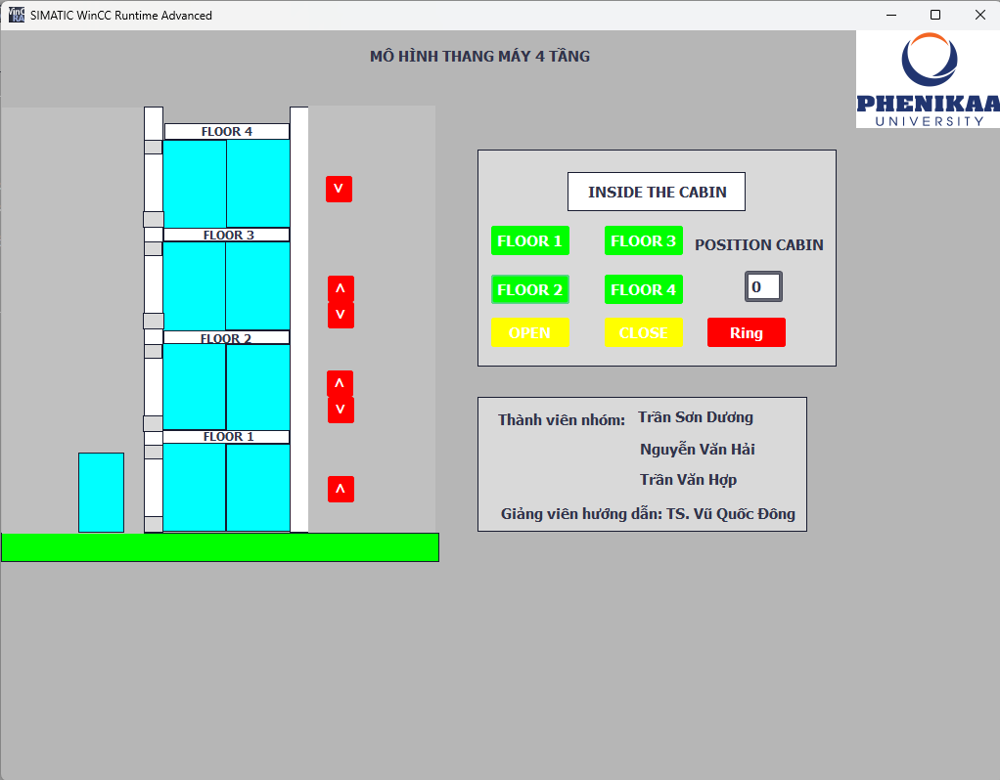 SIMATIC WinCC Runtime Advanced
MÔ HÌNH THANG MÁY 4 TẦNG
PHENIKAA
UNIVERSITY
FLOOR 4
V
FLOOR 3
^
V
FLOOR 2
^
V
FLOOR 1
^
INSIDE THE CABIN
FLOOR 1
FLOOR 3
POSITION CABIN
FLOOR 2
FLOOR 4
0
OPEN
CLOSE
Ring
Thành viên nhóm: Trần Sơn Dương
Nguyễn Văn Hải
Trần Văn Hợp
Giảng viên hướng dẫn: TS. Vũ Quốc Đông